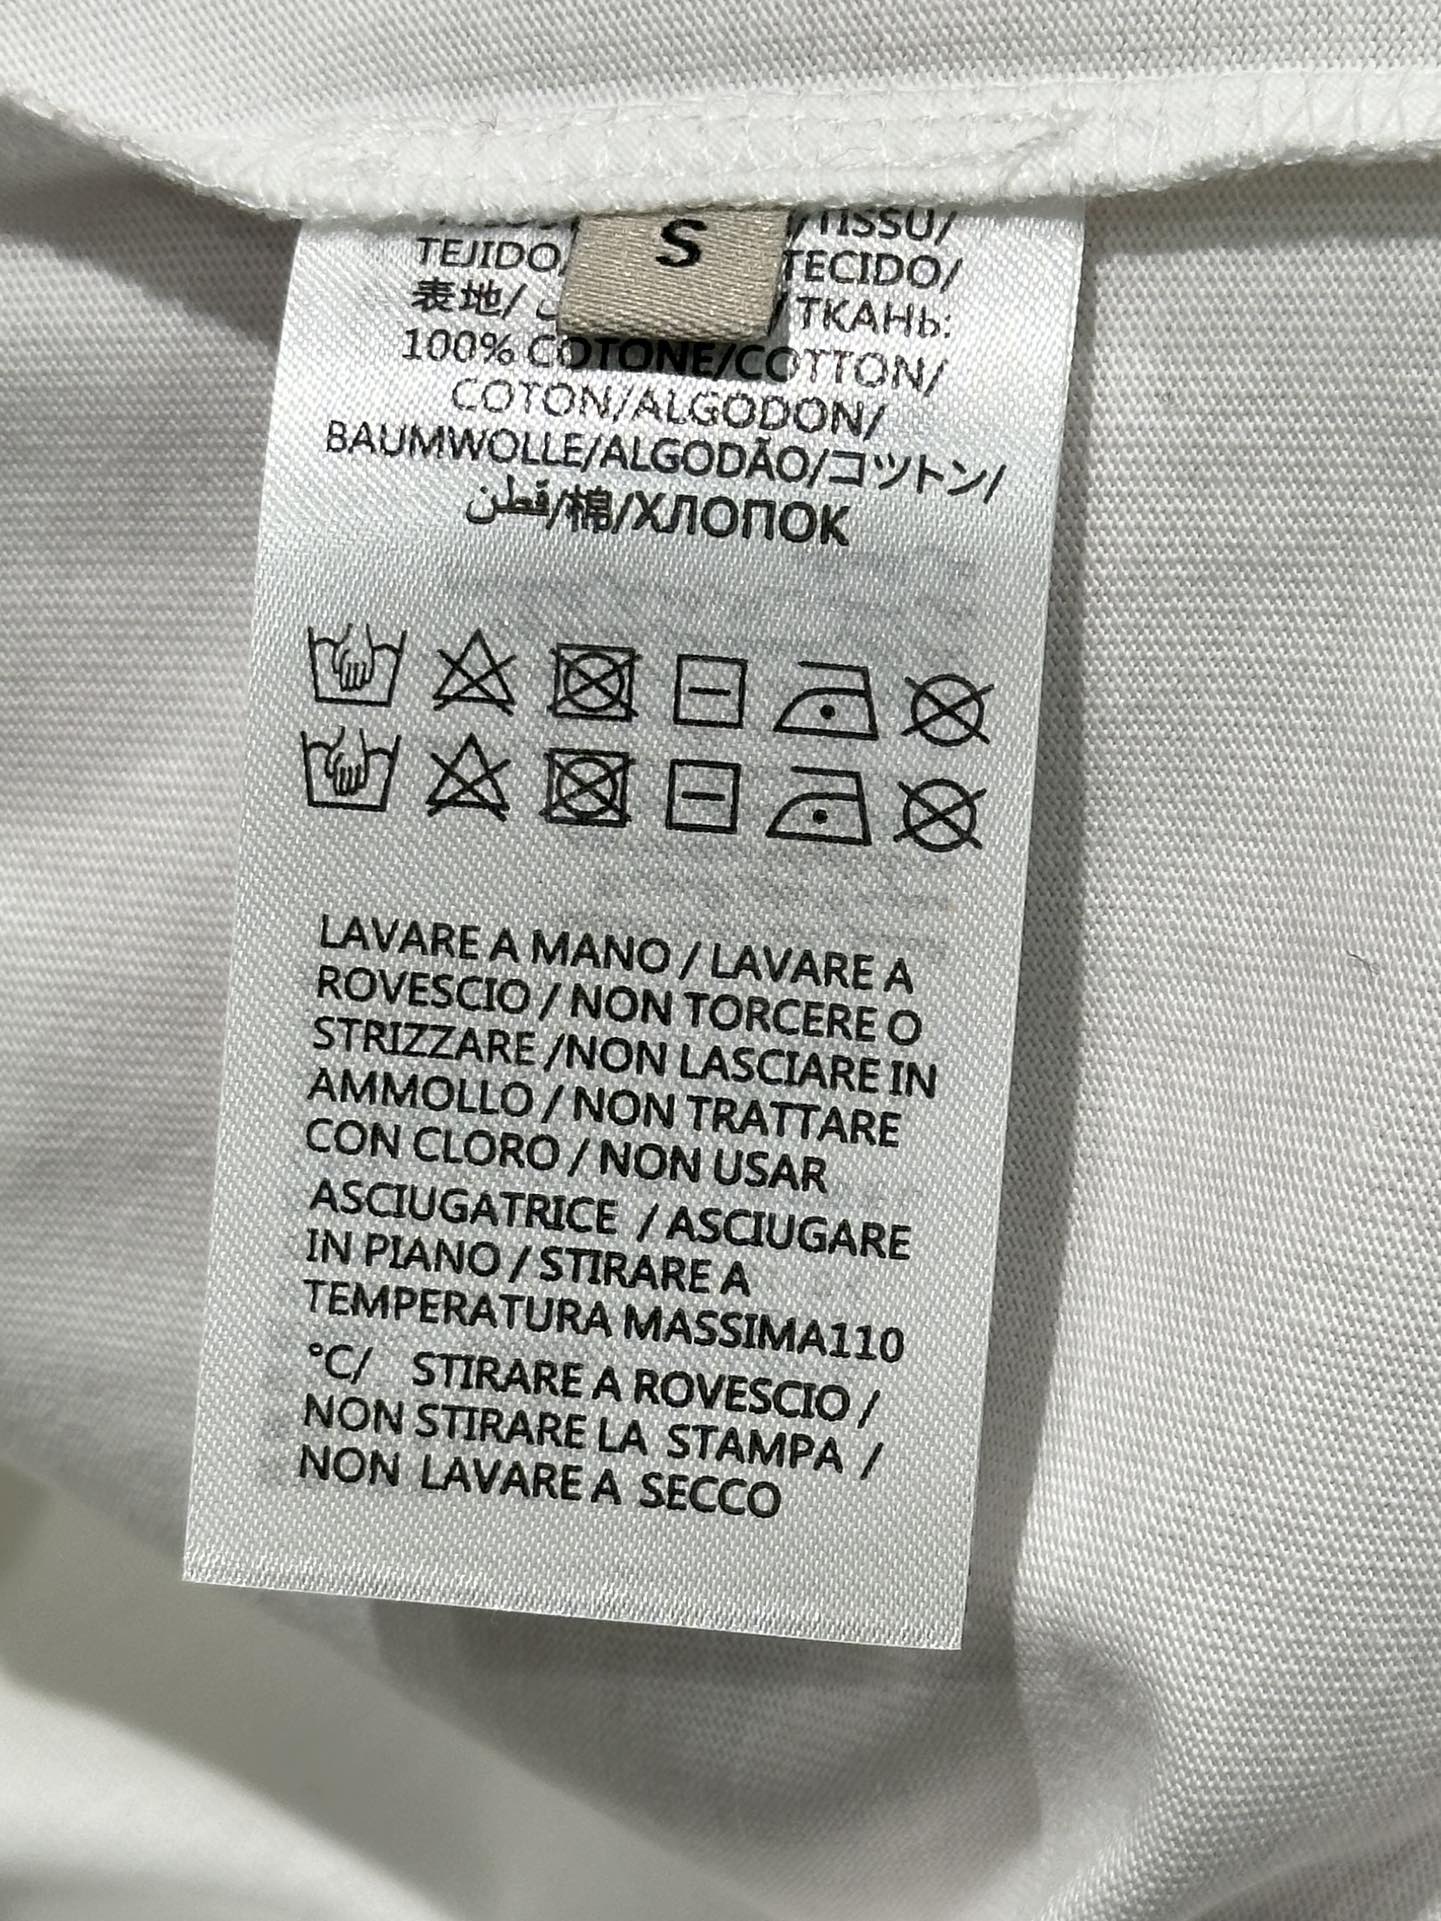 S
/TISSU/
TEJIDO/ TECIDO/
表地/ /ТКАНЬ:
100% COTONE/COTTON/
COTON/ALGODON/
BAUMWOLLE/ALGODÃO/コットン/
قطن/棉/ХЛОПОК
LAVARE A MANO / LAVARE A
ROVESCIO / NON TORCERE O
STRIZZARE /NON LASCIARE IN
AMMOLLO / NON TRATTARE
CON CLORO / NON USAR
ASCIUGATRICE / ASCIUGARE
IN PIANO / STIRARE A
TEMPERATURA MASSIMA110
°C/ STIRARE A ROVESCIO /
NON STIRARE LA STAMPA /
NON LAVARE A SECCO